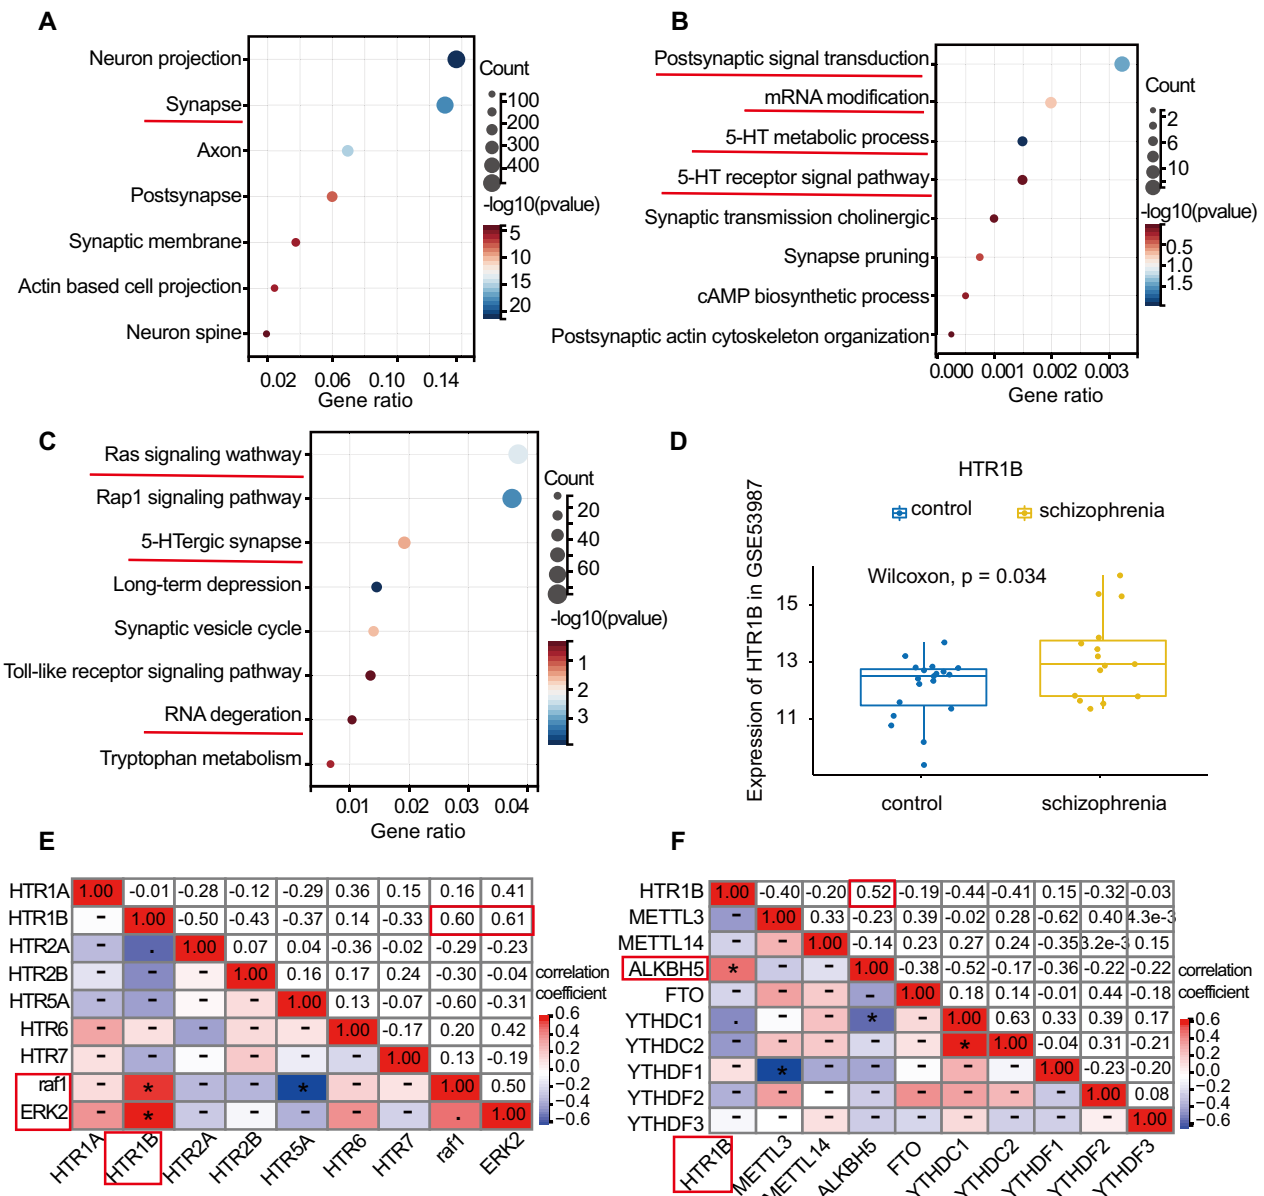 A
Neuron projection
Synapse
Axon
Postsynapse
Synaptic membrane
Actin based cell projection
Neuron spine
0.02 0.06 0.10 0.14
Gene ratio
Count
100
200
300
400
-log10(pvalue)
5
10
15
20
B
Postsynaptic signal transduction
mRNA modification
5-HT metabolic process
5-HT receptor signal pathway
Synaptic transmission cholinergic
Synapse pruning
cAMP biosynthetic process
Postsynaptic actin cytoskeleton organization
0.000 0.001 0.002 0.003
Gene ratio
Count
2
6
10
-log10(pvalue)
0.5
1.0
1.5
C
Ras signaling wathway
Rap1 signaling pathway
5-HTergic synapse
Long-term depression
Synaptic vesicle cycle
Toll-like receptor signaling pathway
RNA degeration
Tryptophan metabolism
0.01 0.02 0.03 0.04
Gene ratio
Count
20
40
60
-log10(pvalue)
1
2
3
D
HTR1B
control schizophrenia
Expression of HTR1B in GSE53987
Wilcoxon, p = 0.034
15
13
11
control schizophrenia
E
HTR1A 1.00 -0.01 -0.28 -0.12 -0.29 0.36 0.15 0.16 0.41
HTR1B - 1.00 -0.50 -0.43 -0.37 0.14 -0.33 0.60 0.61
HTR2A - . 1.00 0.07 0.04 -0.36 -0.02 -0.29 -0.23
HTR2B - - - 1.00 0.16 0.17 0.24 -0.30 -0.04
HTR5A - - - - 1.00 0.13 -0.07 -0.60 -0.31
HTR6 - - - - - 1.00 -0.17 0.20 0.42
HTR7 - - - - - - 1.00 0.13 -0.19
raf1 - * - - * - - 1.00 0.50
ERK2 - * - - - - - . 1.00
HTR1A HTR1B HTR2A HTR2B HTR5A HTR6 HTR7 raf1 ERK2
correlation
coefficient
0.6
0.4
0.2
0.0
−0.2
−0.4
−0.6
F
HTR1B 1.00 -0.40 -0.20 0.52 -0.19 -0.44 -0.41 0.15 -0.32 -0.03
METTL3 - 1.00 0.33 -0.23 0.39 -0.02 0.28 -0.62 0.40 4.3e-3
METTL14 - - 1.00 -0.14 0.23 0.27 0.24 -0.35 3.2e-3 0.15
ALKBH5 * - - 1.00 -0.38 -0.52 -0.17 -0.36 -0.22 -0.22
FTO - - - - 1.00 0.18 0.14 -0.01 0.44 -0.18
YTHDC1 . - - * - 1.00 0.63 0.33 0.39 0.17
YTHDC2 - - - - - * 1.00 -0.04 0.31 -0.21
YTHDF1 - * - - - - - 1.00 -0.23 -0.20
YTHDF2 - - - - - - - - 1.00 0.08
YTHDF3 - - - - - - - - - 1.00
HTR1B METTL3 METTL14 ALKBH5 FTO YTHDC1 YTHDC2 YTHDF1 YTHDF2 YTHDF3
correlation
coefficient
0.6
0.4
0.2
0.0
−0.2
−0.4
−0.6